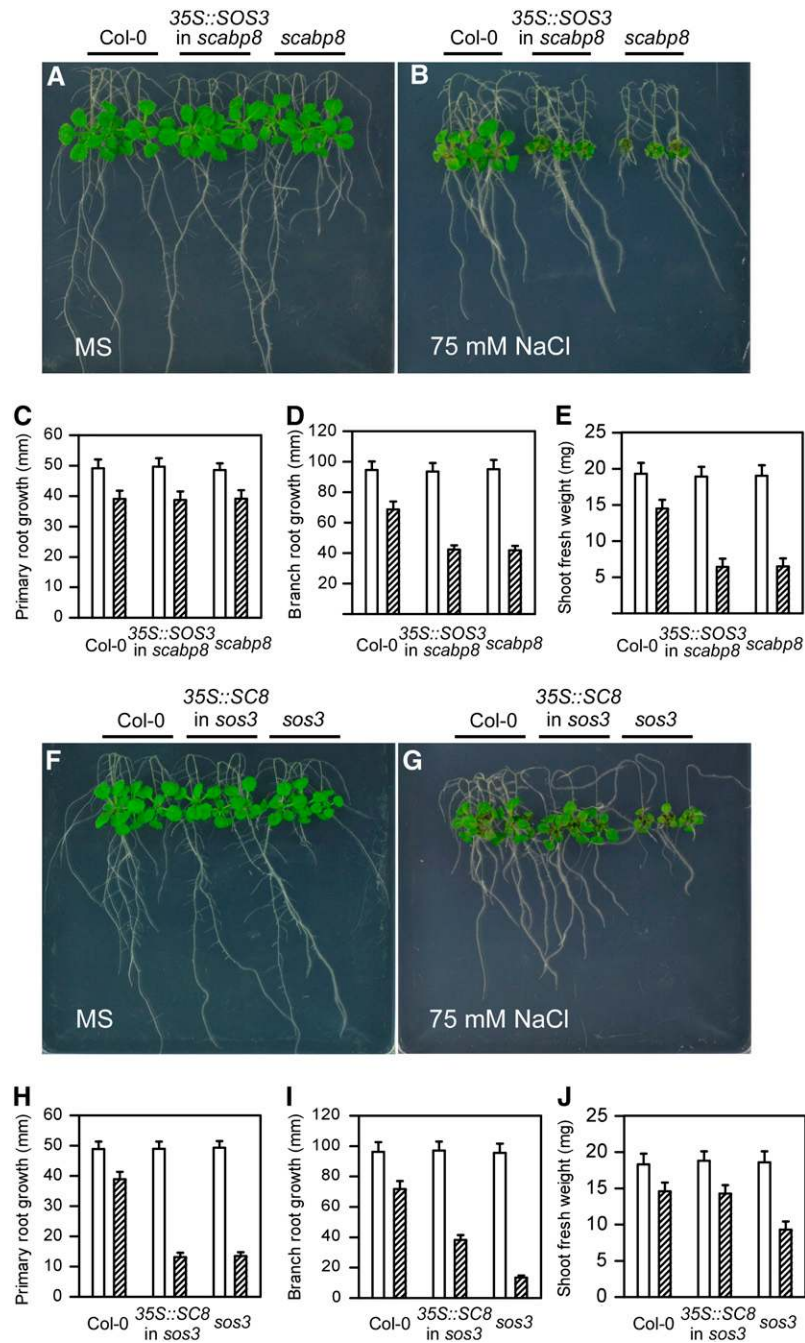 35S::SOS3
Col-0 in scabp8 scabp8
35S::SOS3
Col-0 in scabp8 scabp8
A
MS
B
75 mM NaCl
C
Primary root growth (mm)
60
50
40
30
20
10
0
Col-0 35S::SOS3 scabp8
in scabp8
D
Branch root growth (mm)
120
100
80
60
40
20
Col-0 35S::SOS3 scabp8
in scabp8
E
Shoot fresh weight (mg)
25
20
15
10
5
Col-0 35S::SOS3 scabp8
in scabp8
35S::SC8
Col-0 in sos3 sos3
35S::SC8
Col-0 in sos3 sos3
F
MS
G
75 mM NaCl
H
Primary root growth (mm)
60
50
40
30
20
10
0
Col-0 35S::SC8 sos3
in sos3
I
Branch root growth (mm)
120
100
80
60
40
20
0
Col-0 35S::SC8 sos3
in sos3
J
Shoot fresh weight (mg)
25
20
15
10
5
0
Col-0 35S::SC8 sos3
in sos3